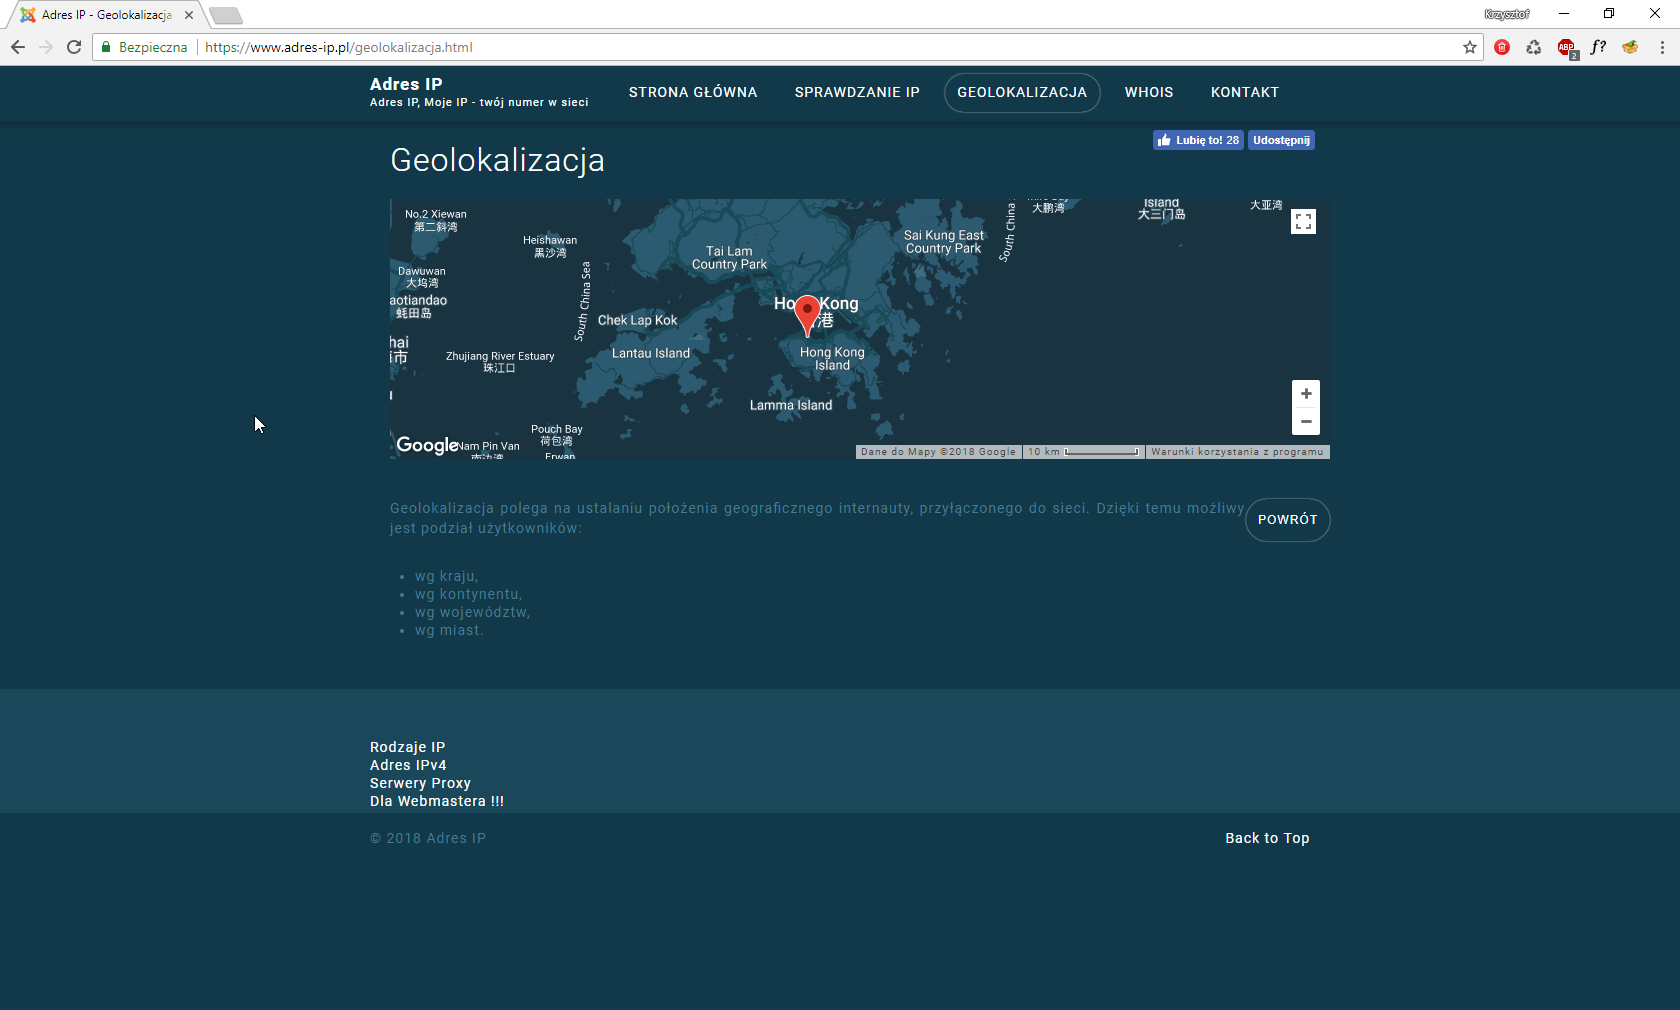 Adres IP - Geolokalizacja
Krzysztof
Bezpieczna
https://www.adres-ip.pl/geolokalizacja.html
ABP
2
f?
Adres IP
Adres IP, Moje IP - twój numer w sieci
STRONA GŁÓWNA
SPRAWDZANIE IP
GEOLOKALIZACJA
WHOIS
KONTAKT
Lubię to! 28
Udostępnij
Geolokalizacja
No.2 Xiewan
第二斜湾
Heishawan
黑沙湾
Dawuwan
大坞湾
aotiandao
蚝田岛
hai
市
South China Sea
Tai Lam
Country Park
Sai Kung East
Country Park
South China
大鹏湾
Island
大三门岛
大亚湾
Chek Lap Kok
Lantau Island
Zhujiang River Estuary
珠江口
Ho Kong
港
Hong Kong
Island
Lamma Island
Pouch Bay
荷包湾
Erwan
Nam Pin Van
南边湾
Google
Dane do Mapy ©2018 Google
10 km
Warunki korzystania z programu
Geolokalizacja polega na ustalaniu położenia geograficznego internauty, przyłączonego do sieci. Dzięki temu możliwy
jest podział użytkowników:
POWRÓT
wg kraju,
wg kontynentu,
wg województw,
wg miast.
Rodzaje IP
Adres IPv4
Serwery Proxy
Dla Webmastera !!!
© 2018 Adres IP
Back to Top